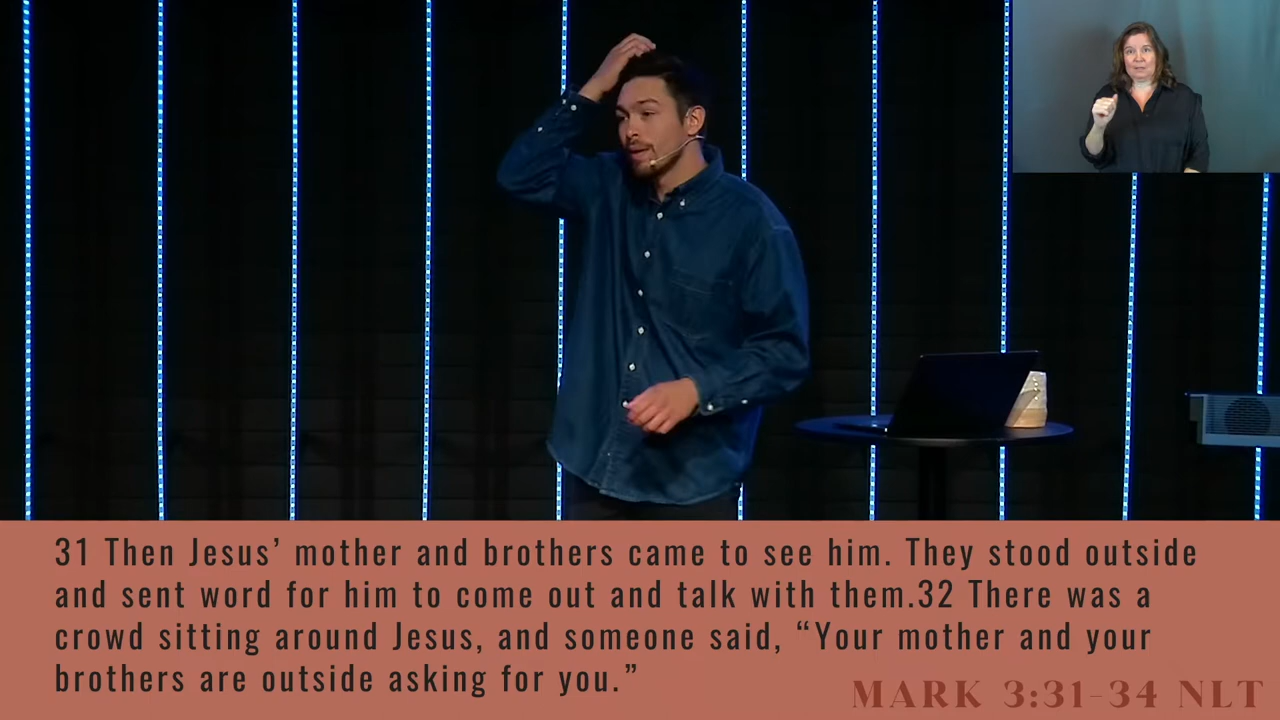 31 Then Jesus’ mother and brothers came to see him. They stood outside
and sent word for him to come out and talk with them.32 There was a
crowd sitting around Jesus, and someone said, “Your mother and your
brothers are outside asking for you.”
MARK 3:31-34 NLT